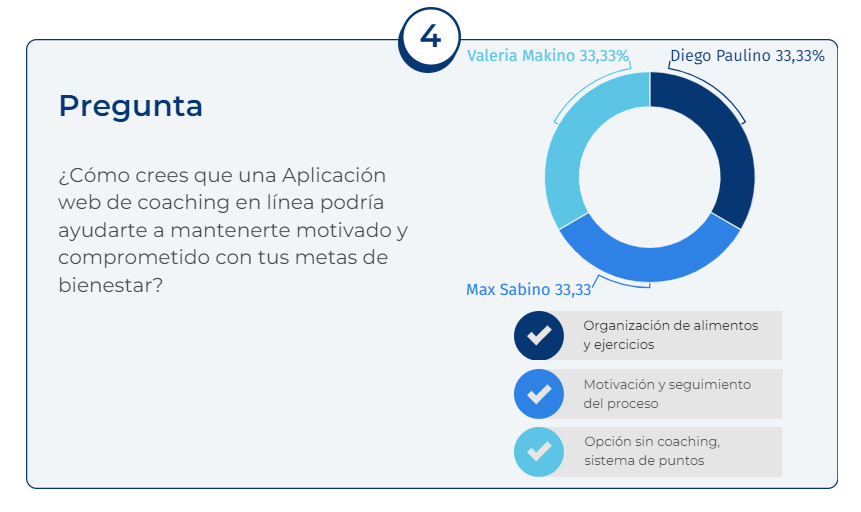 4
Pregunta
¿Cómo crees que una Aplicación
web de coaching en línea podría
ayudarte a mantenerte motivado y
comprometido con tus metas de
bienestar?
Valeria Makino 33,33%
Diego Paulino 33,33%
Max Sabino 33,33
Organización de alimentos
y ejercicios
Motivación y seguimiento
del proceso
Opción sin coaching,
sistema de puntos